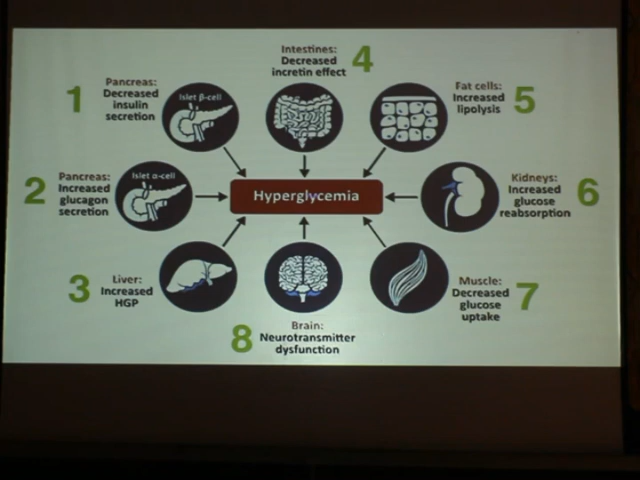 1
Pancreas:
Decreased
insulin
secretion
Islet β-cell
2
Pancreas:
Increased
glucagon
secretion
Islet α-cell
3
Liver:
Increased
HGP
Intestines:
Decreased
incretin effect
4
Fat cells:
Increased
lipolysis
5
Kidneys:
Increased
glucose
reabsorption
6
Muscle:
Decreased
glucose
uptake
7
8
Brain:
Neurotransmitter
dysfunction
Hyperglycemia